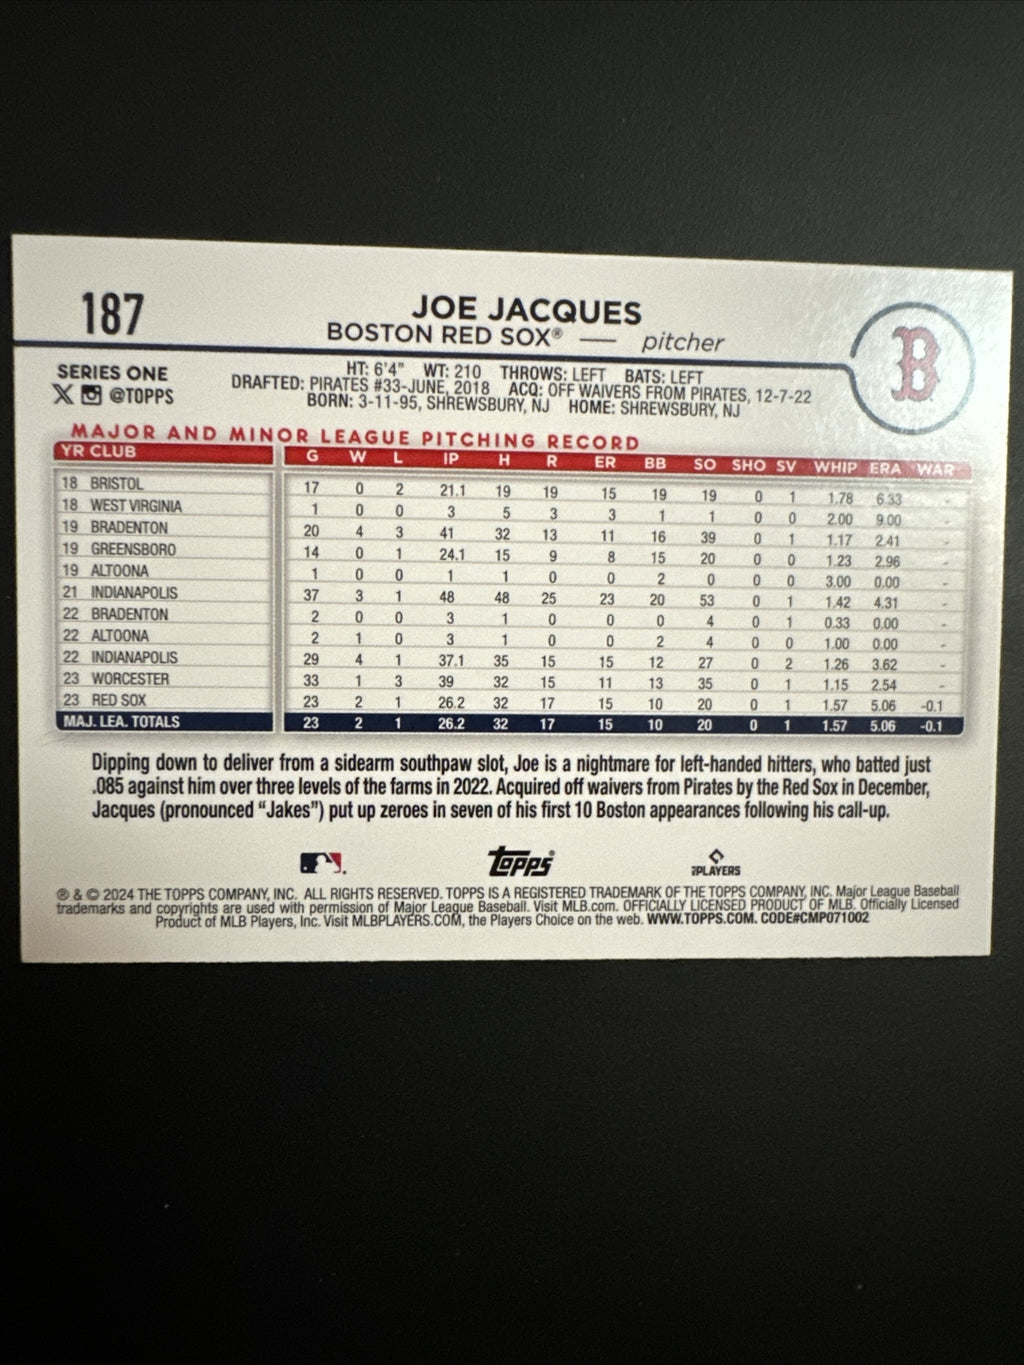 187
JOE JACQUES
BOSTON RED SOX® — pitcher
B
SERIES ONE
X @TOPPS
HT: 6'4" WT: 210 THROWS: LEFT BATS: LEFT
DRAFTED: PIRATES #33-JUNE, 2018 ACQ: OFF WAIVERS FROM PIRATES, 12-7-22
BORN: 3-11-95, SHREWSBURY, NJ HOME: SHREWSBURY, NJ
MAJOR AND MINOR LEAGUE PITCHING RECORD
YR CLUB G W L IP H R ER BB SO SHO SV WHIP ERA WAR
18 BRISTOL 17 0 2 21.1 19 19 15 19 19 0 1 1.78 6.33 -
18 WEST VIRGINIA 1 0 0 3 5 3 3 1 1 0 0 2.00 9.00 -
19 BRADENTON 20 4 3 41 32 13 11 16 39 0 1 1.17 2.41 -
19 GREENSBORO 14 0 1 24.1 15 9 8 15 20 0 0 1.23 2.96 -
19 ALTOONA 1 0 0 1 1 0 0 2 0 0 0 3.00 0.00 -
21 INDIANAPOLIS 37 3 1 48 48 25 23 20 53 0 1 1.42 4.31 -
22 BRADENTON 2 0 0 3 1 0 0 0 4 0 1 0.33 0.00 -
22 ALTOONA 2 1 0 3 1 0 0 2 4 0 0 1.00 0.00 -
22 INDIANAPOLIS 29 4 1 37.1 35 15 15 12 27 0 2 1.26 3.62 -
23 WORCESTER 33 1 3 39 32 15 11 13 35 0 1 1.15 2.54 -
23 RED SOX 23 2 1 26.2 32 17 15 10 20 0 1 1.57 5.06 -0.1
MAJ. LEA. TOTALS 23 2 1 26.2 32 17 15 10 20 0 1 1.57 5.06 -0.1
Dipping down to deliver from a sidearm southpaw slot, Joe is a nightmare for left-handed hitters, who batted just
.085 against him over three levels of the farms in 2022. Acquired off waivers from Pirates by the Red Sox in December,
Jacques (pronounced “Jakes”) put up zeroes in seven of his first 10 Boston appearances following his call-up.
Topps® PLAYERS
® & © 2024 THE TOPPS COMPANY, INC. ALL RIGHTS RESERVED. TOPPS IS A REGISTERED TRADEMARK OF THE TOPPS COMPANY, INC. Major League Baseball
trademarks and copyrights are used with permission of Major League Baseball. Visit MLB.com. OFFICIALLY LICENSED PRODUCT OF MLB. Officially Licensed
Product of MLB Players, Inc. Visit MLBPLAYERS.COM, the Players Choice on the web. WWW.TOPPS.COM. CODE#CMP071002